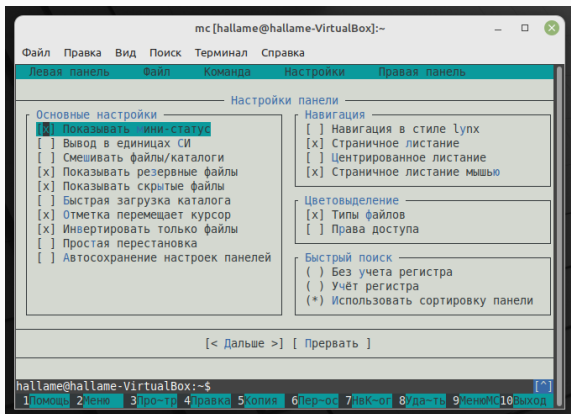 mc [hallame@hallame-VirtualBox]:~
Файл Правка Вид Поиск Терминал Справка
Левая панель Файл Команда Настройки Правая панель
Настройки панели
Основные настройки
[x] Показывать мини-статус
[ ] Вывод в единицах СИ
[ ] Смешивать файлы/каталоги
[x] Показывать резервные файлы
[x] Показывать скрытые файлы
[ ] Быстрая загрузка каталога
[x] Отметка перемещает курсор
[x] Инвертировать только файлы
[ ] Простая перестановка
[ ] Автосохранение настроек панелей
Навигация
[ ] Навигация в стиле lynx
[x] Страничное листание
[ ] Центрированное листание
[x] Страничное листание мышью
Цветовыделение
[x] Типы файлов
[ ] Права доступа
Быстрый поиск
( ) Без учета регистра
( ) Учёт регистра
(*) Использовать сортировку панели
[< Дальше >] [ Прервать ]
hallame@hallame-VirtualBox:~$ [^]
1Помощь 2Меню 3Про~тр 4Правка 5Копия 6Пер~ос 7НвК~ог 8Уда~ть 9МенюMC 10Выход